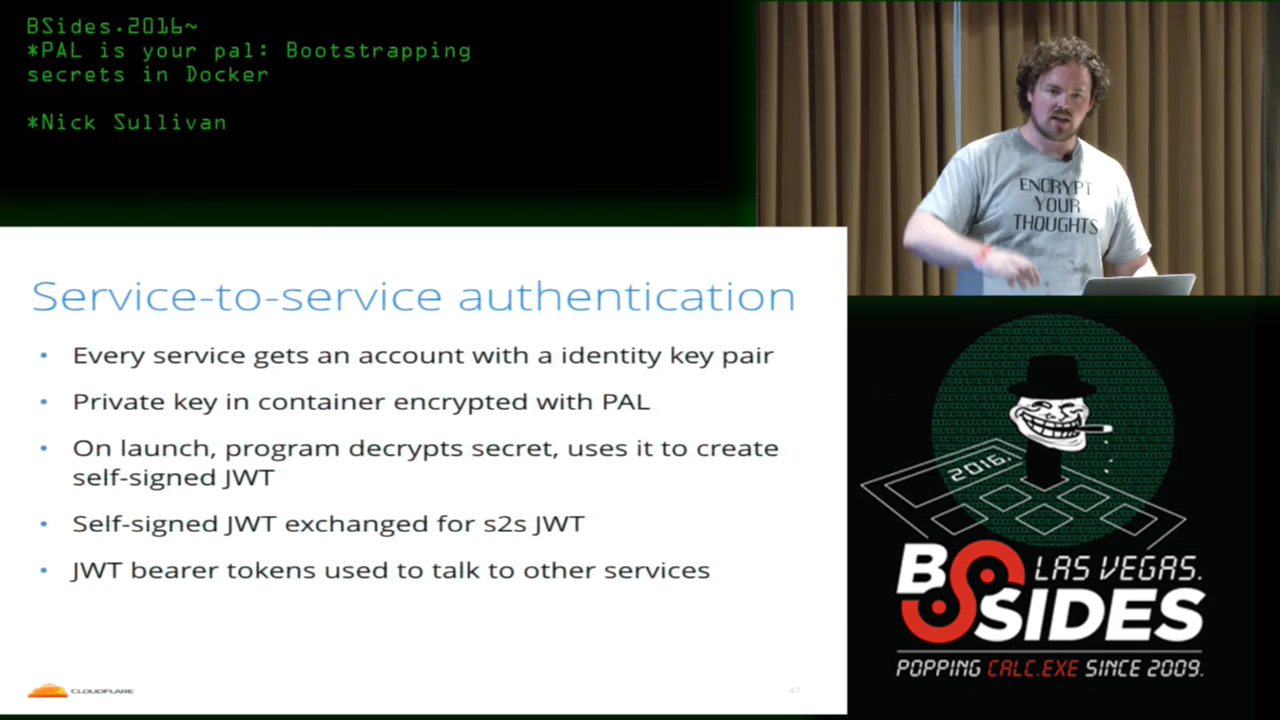 BSides.2016~
*PAL is your pal: Bootstrapping
secrets in Docker
*Nick Sullivan
ENCRYPT
YOUR
THOUGHTS
Service-to-service authentication
• Every service gets an account with a identity key pair
• Private key in container encrypted with PAL
• On launch, program decrypts secret, uses it to create
self-signed JWT
• Self-signed JWT exchanged for s2s JWT
• JWT bearer tokens used to talk to other services
CLOUDFLARE
47
2016.
BSIDES
LAS VEGAS.
POPPING CALC.EXE SINCE 2009.